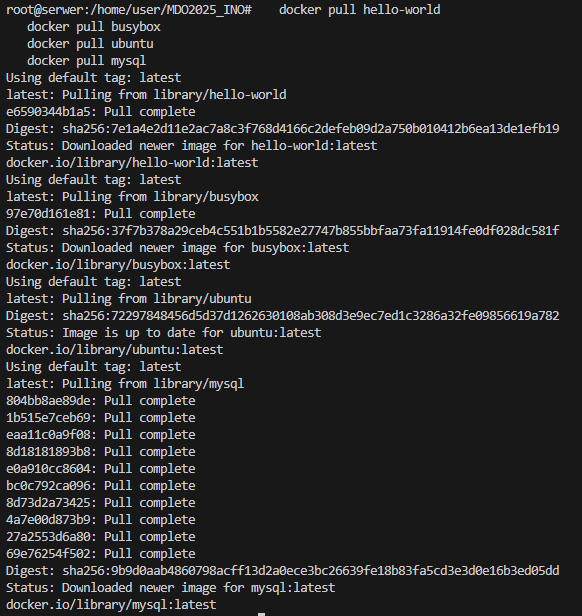 root@serwer:/home/user/MDO2025_INO#    docker pull hello-world
   docker pull busybox
   docker pull ubuntu
   docker pull mysql
Using default tag: latest
latest: Pulling from library/hello-world
e6590344b1a5: Pull complete
Digest: sha256:7e1a4e2d11e2ac7a8c3f768d4166c2defeb09d2a750b010412b6ea13de1efb19
Status: Downloaded newer image for hello-world:latest
docker.io/library/hello-world:latest
Using default tag: latest
latest: Pulling from library/busybox
97e70d161e81: Pull complete
Digest: sha256:37f7b378a29ceb4c551b1b5582e27747b855bbfaa73fa11914fe0df028dc581f
Status: Downloaded newer image for busybox:latest
docker.io/library/busybox:latest
Using default tag: latest
latest: Pulling from library/ubuntu
Digest: sha256:72297848456d5d37d1262630108ab308d3e9ec7ed1c3286a32fe09856619a782
Status: Image is up to date for ubuntu:latest
docker.io/library/ubuntu:latest
Using default tag: latest
latest: Pulling from library/mysql
804bb8ae89de: Pull complete
1b515e7ceb69: Pull complete
eaa11c0a9f08: Pull complete
8d18181893b8: Pull complete
e0a910cc8604: Pull complete
bc0c792ca096: Pull complete
8d73d2a73425: Pull complete
4a7e00d873b9: Pull complete
27a2553d6a80: Pull complete
69e76254f502: Pull complete
Digest: sha256:9b9d0aab4860798acff13d2a0ece3bc26639fe18b83fa5cd3e3d0e16b3ed05dd
Status: Downloaded newer image for mysql:latest
docker.io/library/mysql:latest